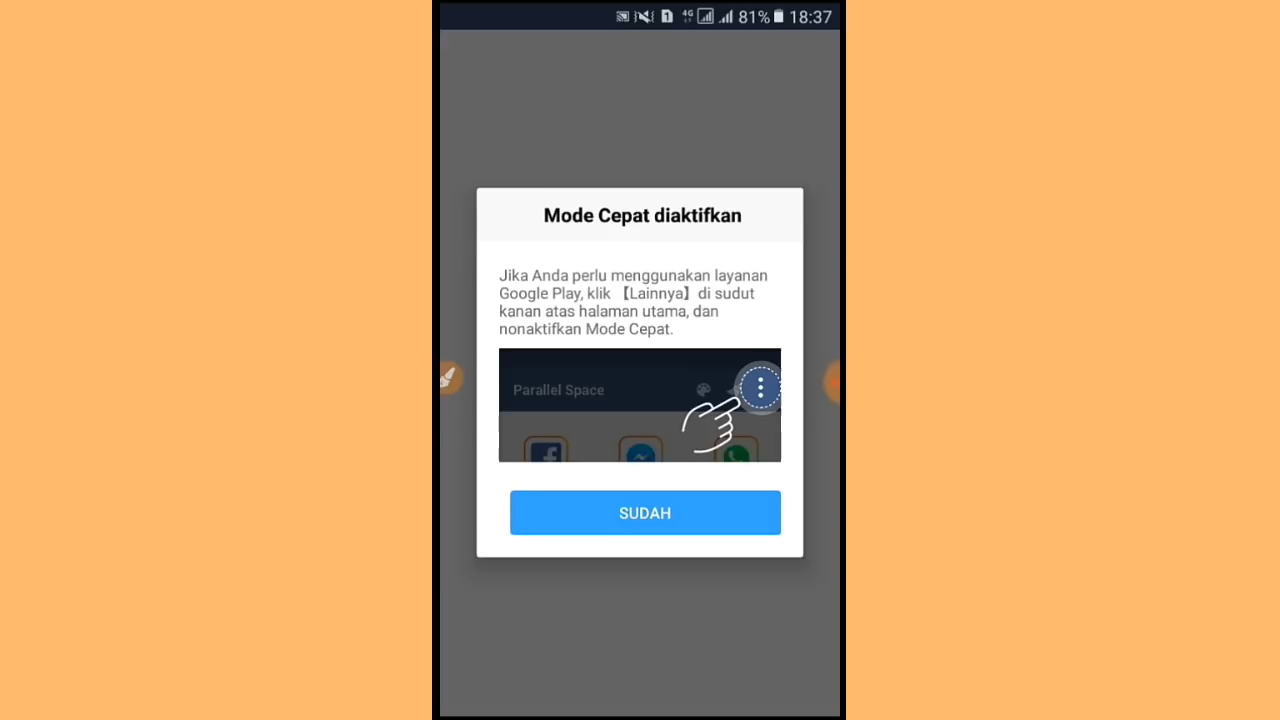 4G 81% 18:37
Mode Cepat diaktifkan
Jika Anda perlu menggunakan layanan
Google Play, klik 【Lainnya】di sudut
kanan atas halaman utama, dan
nonaktifkan Mode Cepat.
Parallel Space
SUDAH